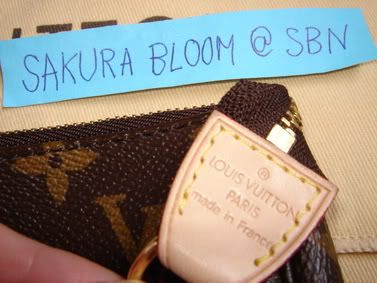 SAKURA BLOOM @ SBN
®
LOUIS VUITTON
PARIS
made in France